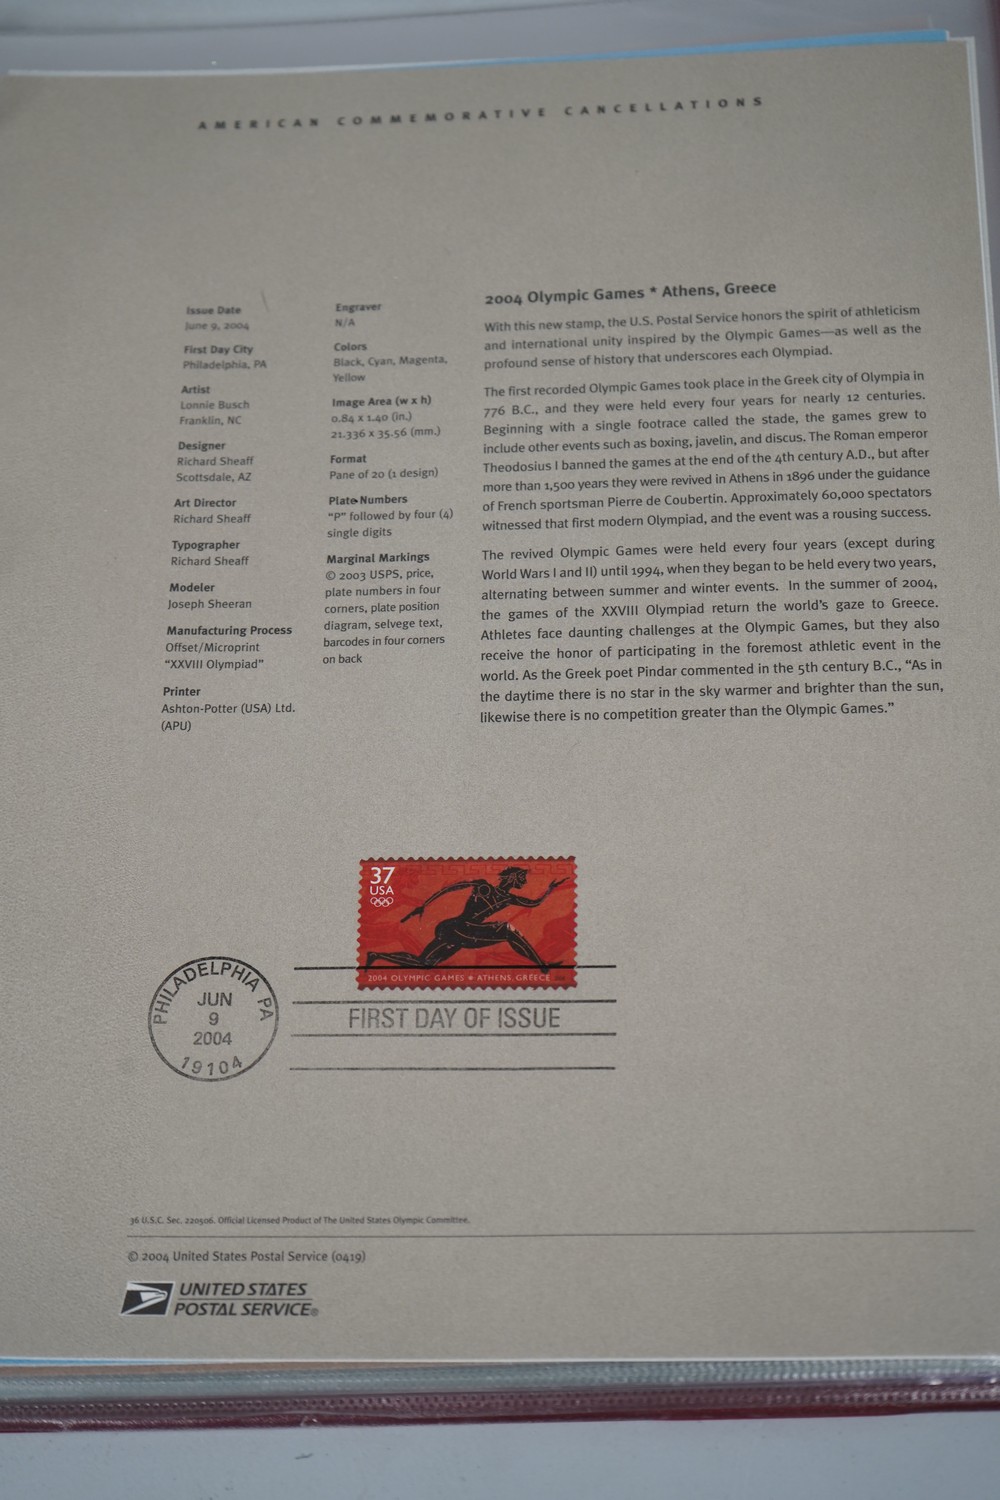 AMERICAN COMMEMORATIVE CANCELLATIONS
Issue Date
June 9, 2004
First Day City
Philadelphia, PA
Artist
Lonnie Busch
Franklin, NC
Designer
Richard Sheaff
Scottsdale, AZ
Art Director
Richard Sheaff
Typographer
Richard Sheaff
Modeler
Joseph Sheeran
Manufacturing Process
Offset/Microprint
“XXVIII Olympiad”
Printer
Ashton-Potter (USA) Ltd.
(APU)
Engraver
N/A
Colors
Black, Cyan, Magenta,
Yellow
Image Area (w x h)
0.84 x 1.40 (in.)
21.336 x 35.56 (mm.)
Format
Pane of 20 (1 design)
Plate Numbers
“P” followed by four (4)
single digits
Marginal Markings
© 2003 USPS, price,
plate numbers in four
corners, plate position
diagram, selvege text,
barcodes in four corners
on back
2004 Olympic Games * Athens, Greece
With this new stamp, the U.S. Postal Service honors the spirit of athleticism
and international unity inspired by the Olympic Games—as well as the
profound sense of history that underscores each Olympiad.
The first recorded Olympic Games took place in the Greek city of Olympia in
776 B.C., and they were held every four years for nearly 12 centuries.
Beginning with a single footrace called the stade, the games grew to
include other events such as boxing, javelin, and discus. The Roman emperor
Theodosius I banned the games at the end of the 4th century A.D., but after
more than 1,500 years they were revived in Athens in 1896 under the guidance
of French sportsman Pierre de Coubertin. Approximately 60,000 spectators
witnessed that first modern Olympiad, and the event was a rousing success.
The revived Olympic Games were held every four years (except during
World Wars I and II) until 1994, when they began to be held every two years,
alternating between summer and winter events. In the summer of 2004,
the games of the XXVIII Olympiad return the world’s gaze to Greece.
Athletes face daunting challenges at the Olympic Games, but they also
receive the honor of participating in the foremost athletic event in the
world. As the Greek poet Pindar commented in the 5th century B.C., “As in
the daytime there is no star in the sky warmer and brighter than the sun,
likewise there is no competition greater than the Olympic Games.”
37
USA
2004 OLYMPIC GAMES * ATHENS, GREECE
PHILADELPHIA PA
JUN
9
2004
19104
FIRST DAY OF ISSUE
36 U.S.C. Sec. 220506. Official Licensed Product of The United States Olympic Committee.
© 2004 United States Postal Service (0419)
UNITED STATES
POSTAL SERVICE®